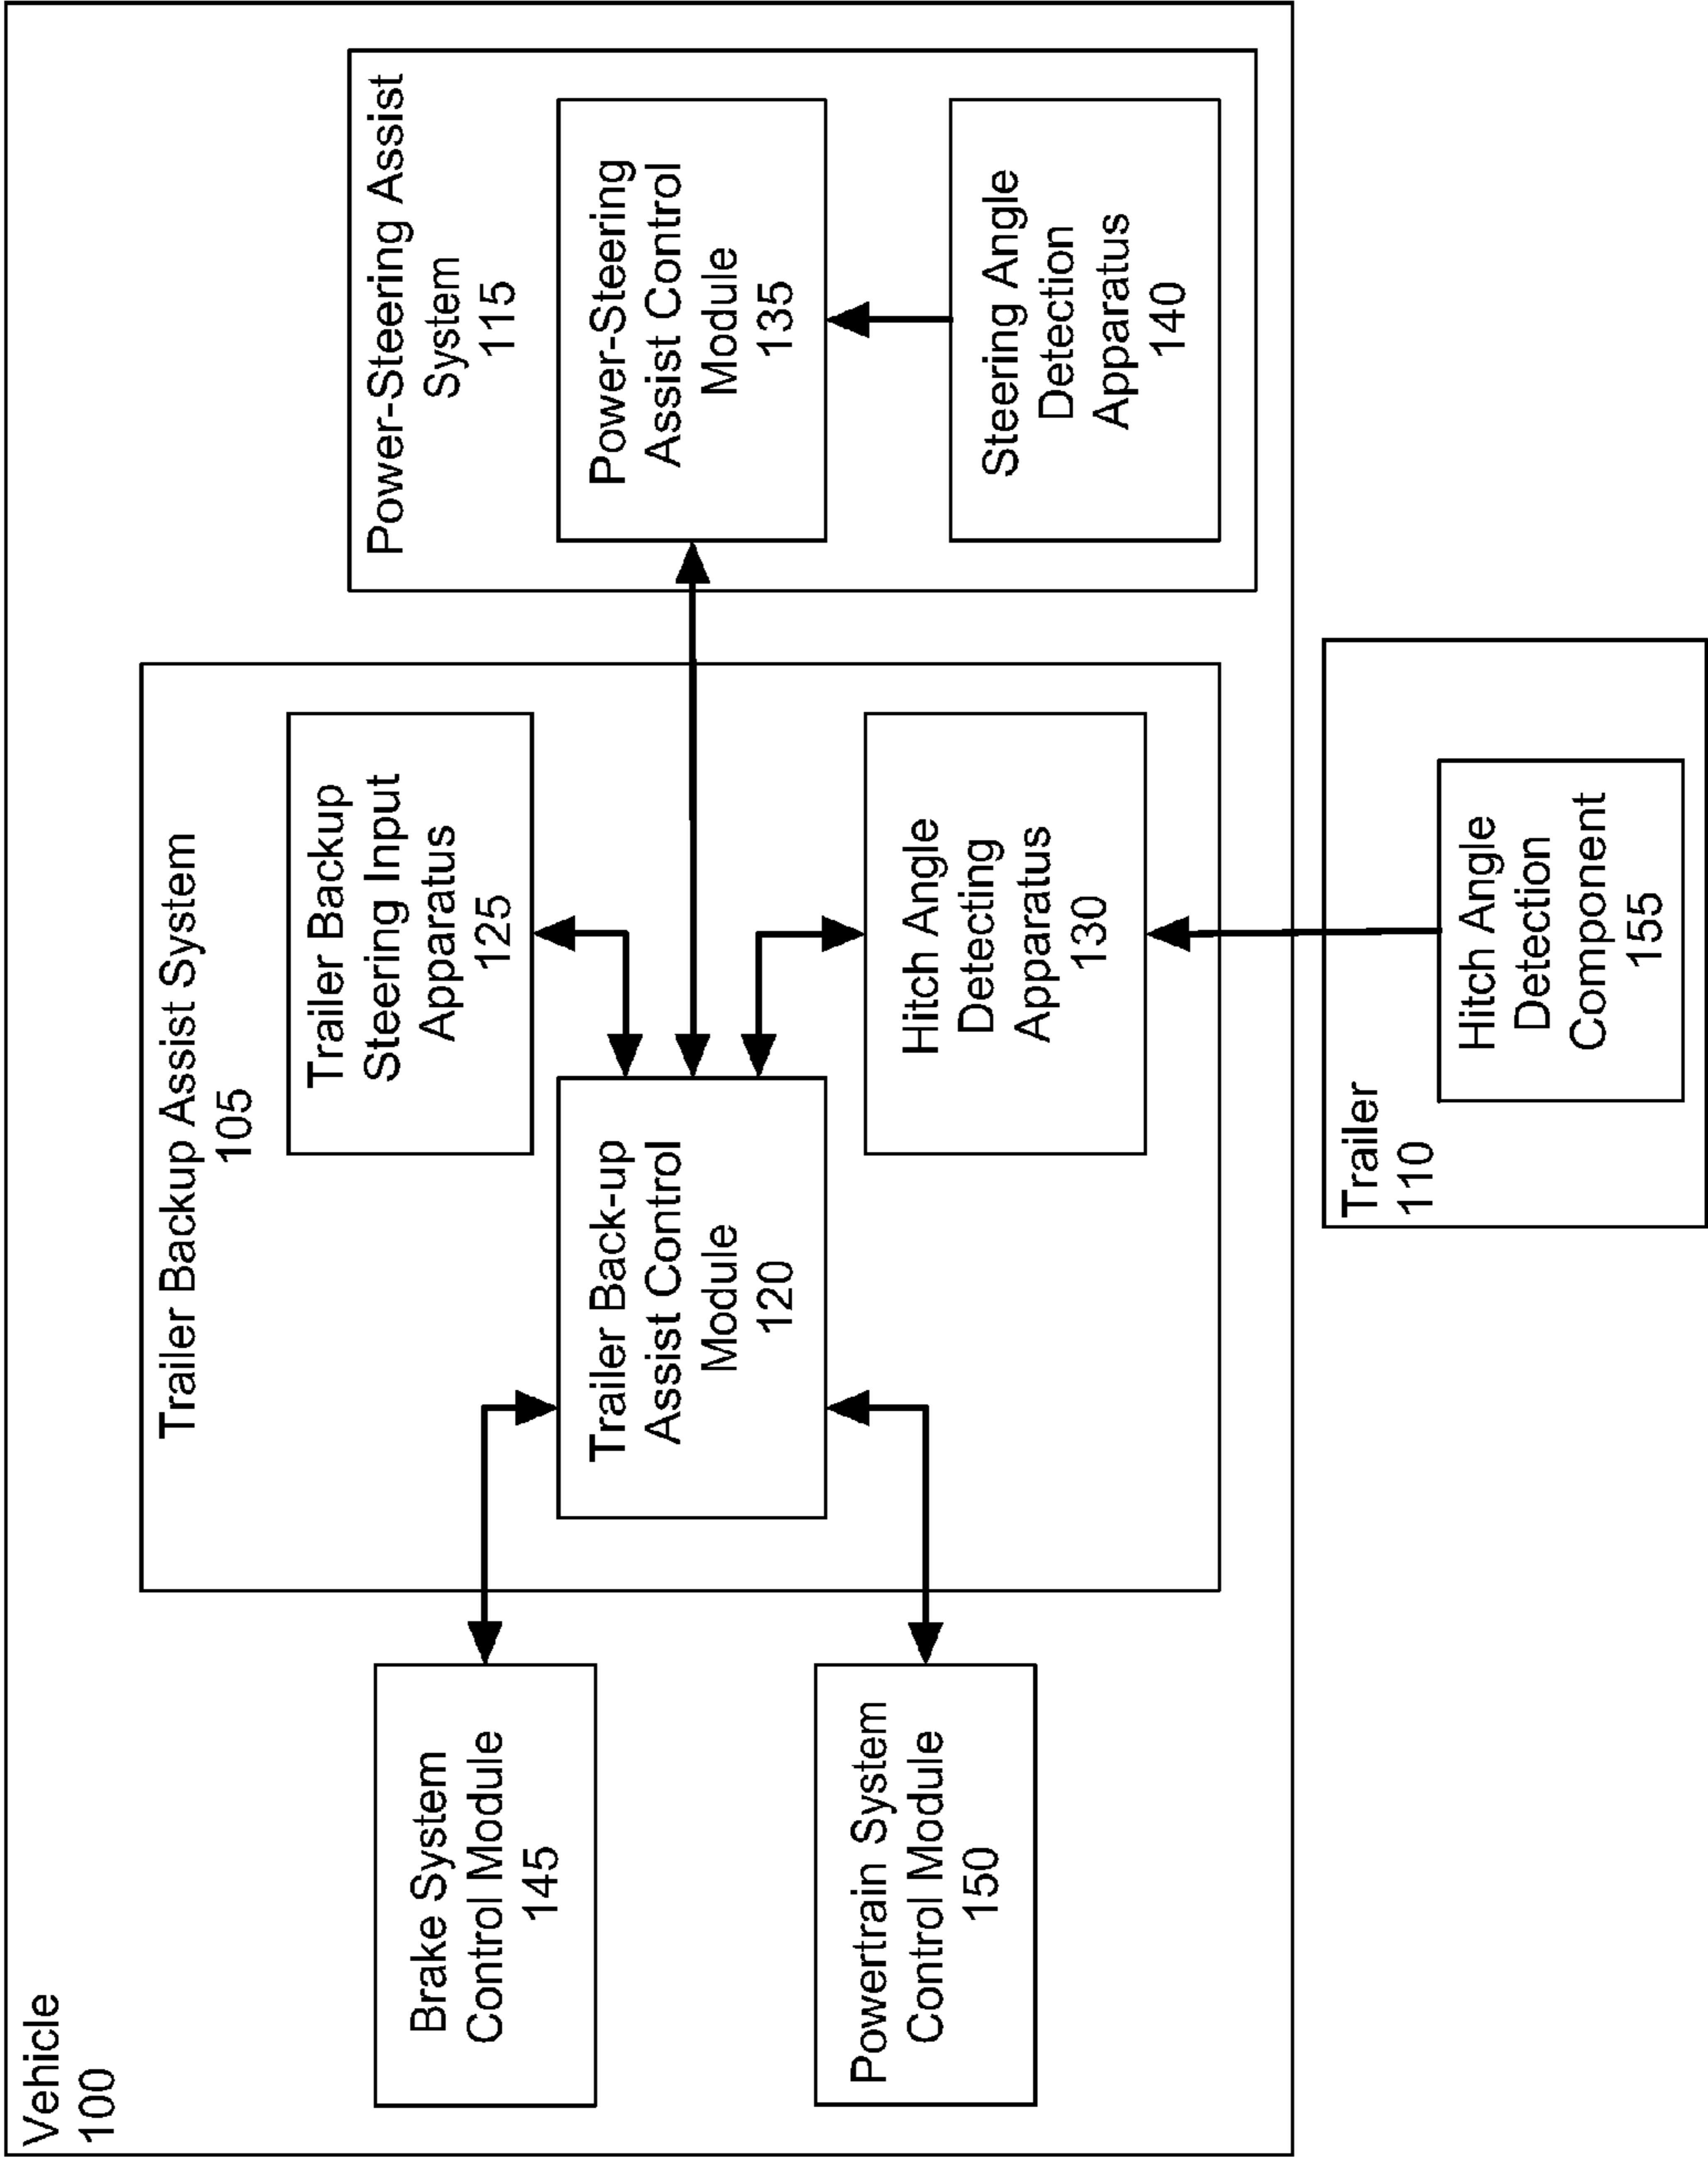 Vehicle
100
Trailer Backup Assist System
105
Power-Steering Assist
System
115
Brake System
Control Module
145
Trailer Backup
Steering Input
Apparatus
125
Trailer Back-up
Assist Control
Module
120
Power-Steering
Assist Control
Module
135
Powertrain System
Control Module
150
Hitch Angle
Detecting
Apparatus
130
Steering Angle
Detection
Apparatus
140
Trailer
110
Hitch Angle
Detection
Component
155